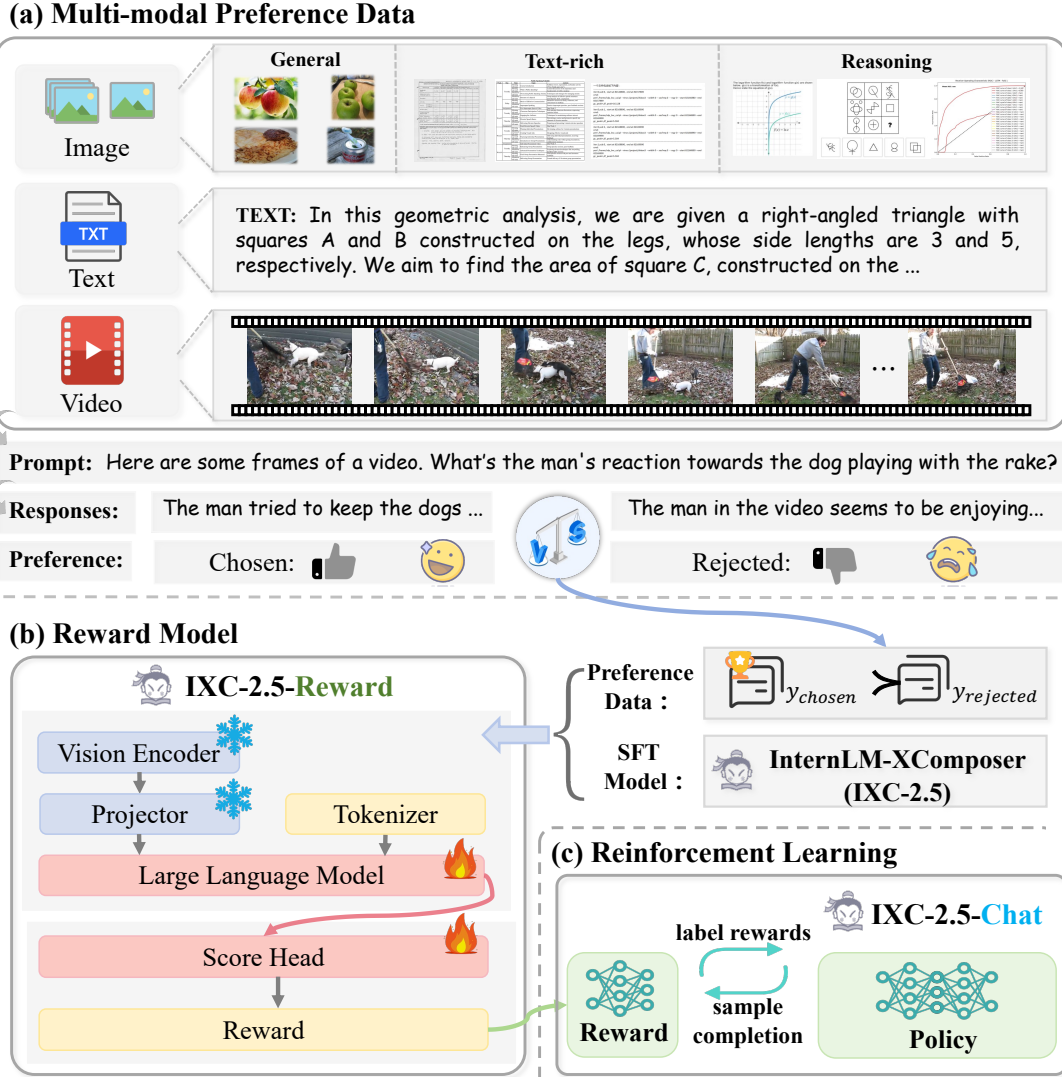 (a) Multi-modal Preference Data
General
Text-rich
Reasoning
Image
TXT
Text
TEXT: In this geometric analysis, we are given a right-angled triangle with
squares A and B constructed on the legs, whose side lengths are 3 and 5,
respectively. We aim to find the area of square C, constructed on the ...
...
Video
Prompt: Here are some frames of a video. What's the man's reaction towards the dog playing with the rake?
Responses: The man tried to keep the dogs ... The man in the video seems to be enjoying...
V S
Preference: Chosen: Rejected:
(b) Reward Model
IXC-2.5-Reward
Vision Encoder
Projector
Tokenizer
Large Language Model
Score Head
Reward
Preference
Data:
y_chosen ≻ y_rejected
SFT
Model:
InternLM-XComposer
(IXC-2.5)
(c) Reinforcement Learning
IXC-2.5-Chat
label rewards
sample
completion
Reward
Policy